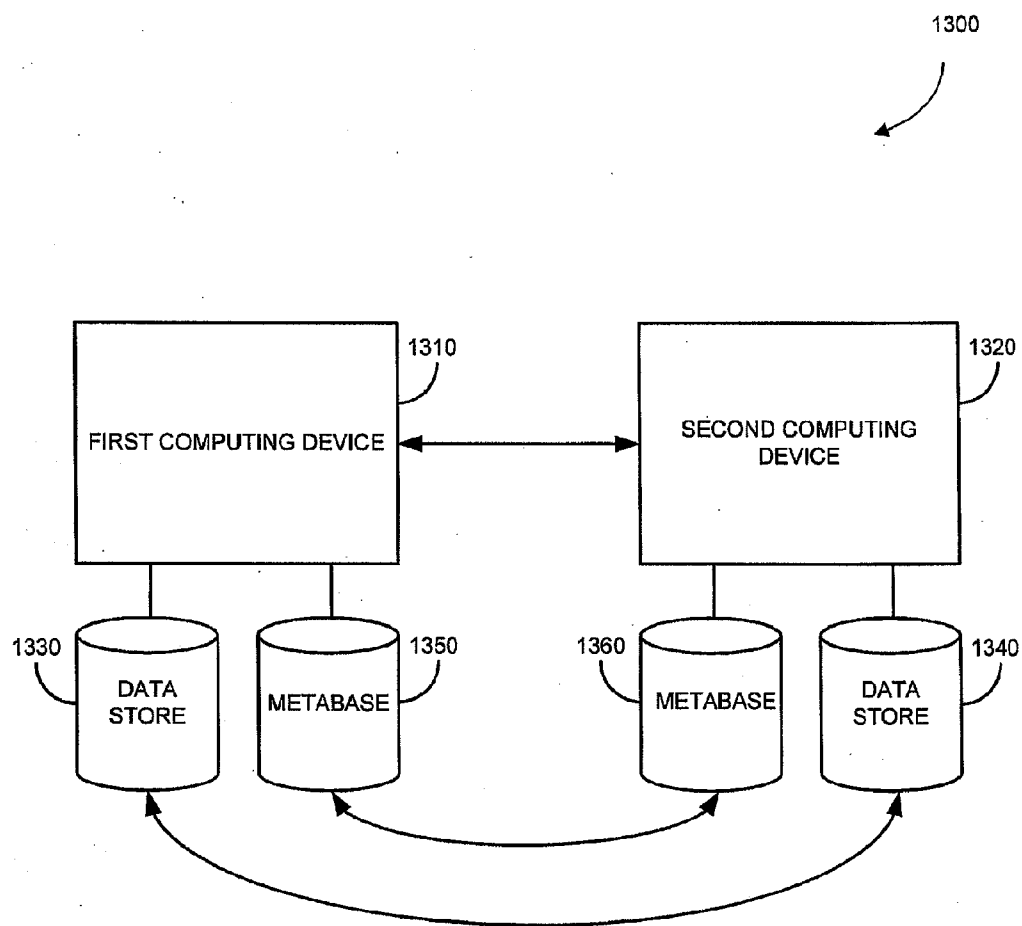 1300
1310
1320
FIRST COMPUTING DEVICE
SECOND COMPUTING
DEVICE
1330
1350
1360
1340
DATA
STORE
METABASE
METABASE
DATA
STORE